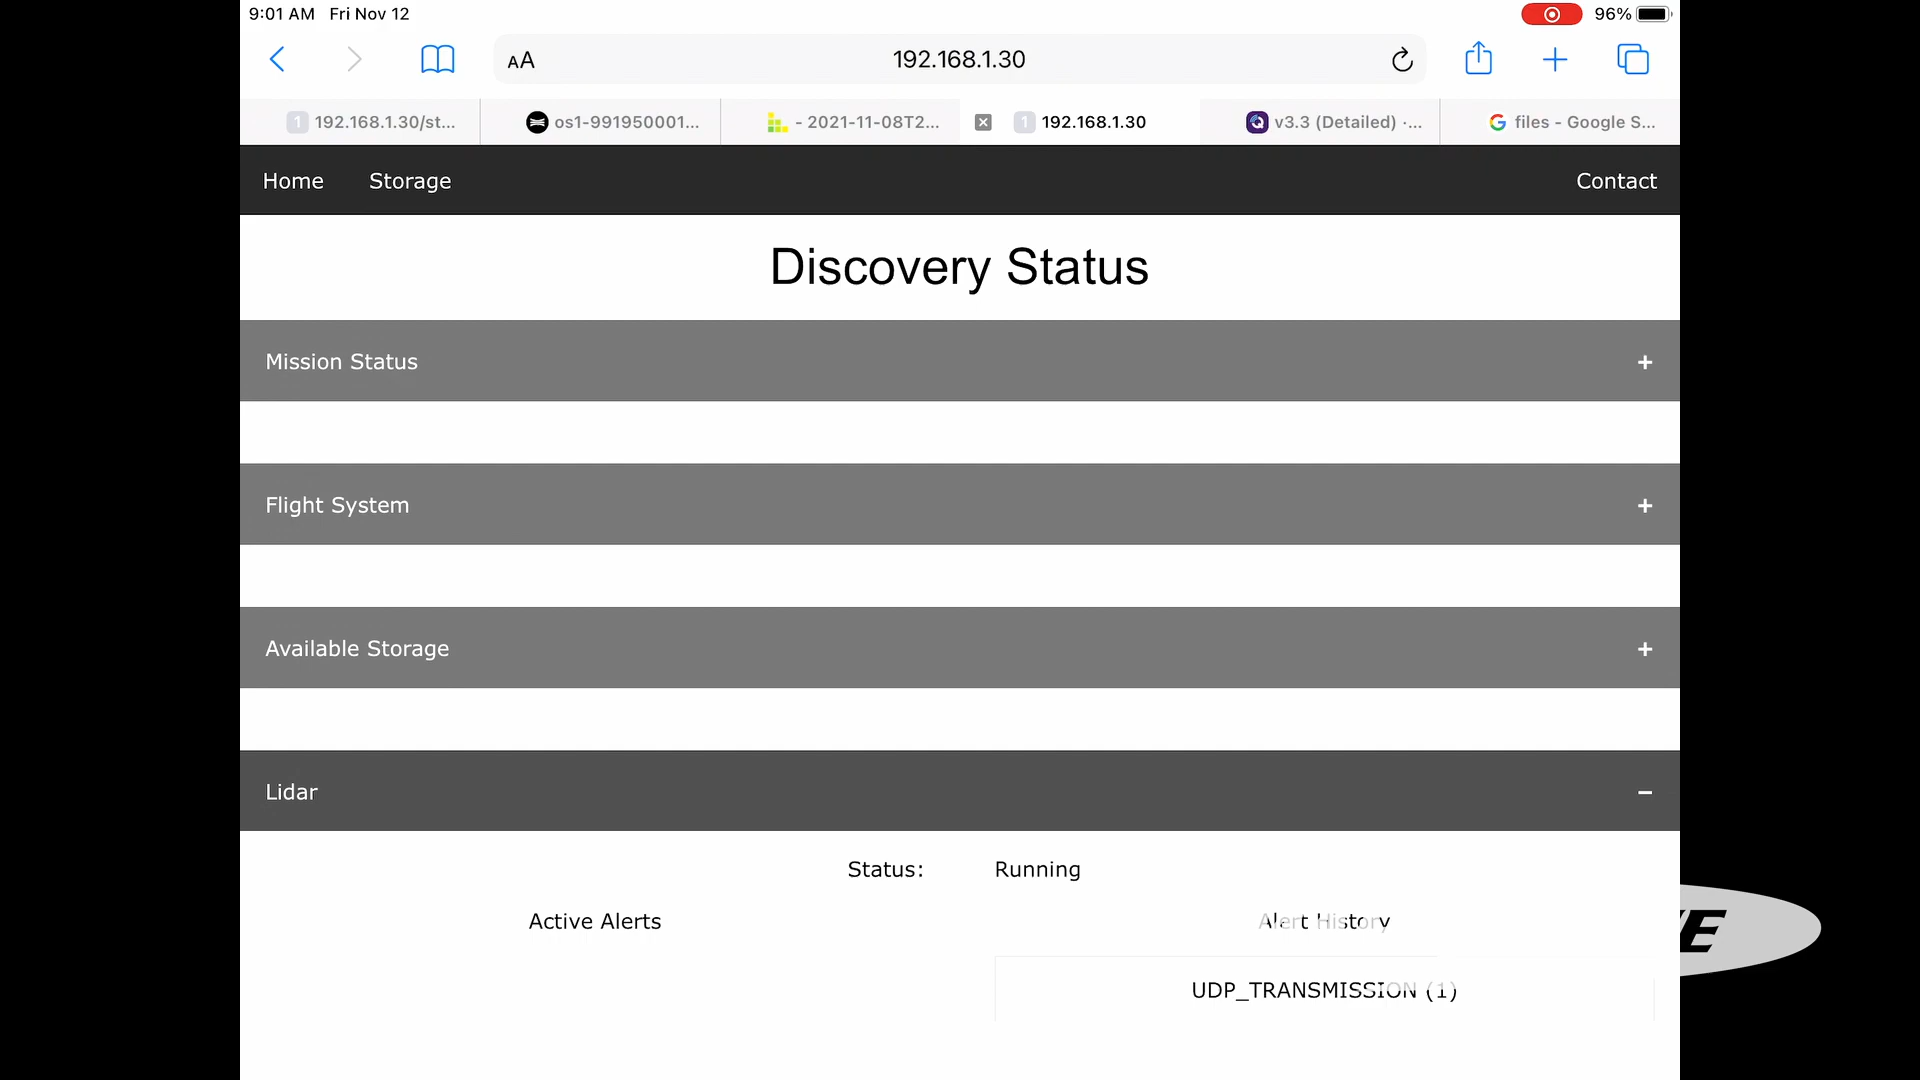 9:01 AM Fri Nov 12 96%
AA 192.168.1.30
1 192.168.1.30/st... os1-991950001... - 2021-11-08T2... 1 192.168.1.30 v3.3 (Detailed) ·... files - Google S...
Home Storage Contact
Discovery Status
Mission Status +
Flight System +
Available Storage +
Lidar −
Status: Running
Active Alerts Alert History
UDP_TRANSMISSION (1)